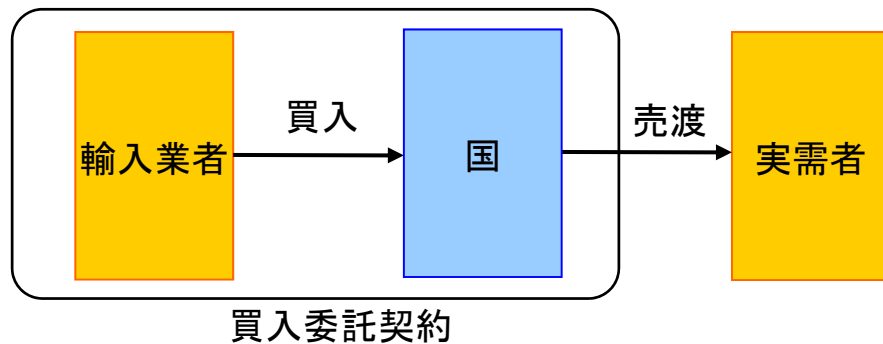 輸入業者
買入
国
売渡
実需者
買入委託契約